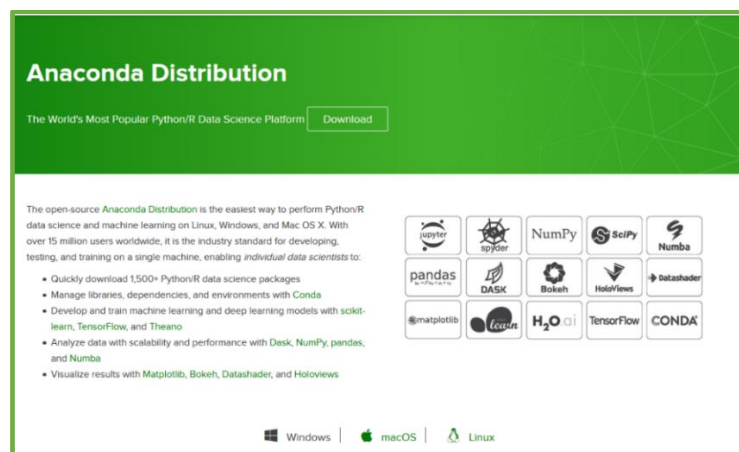 Anaconda Distribution
The World's Most Popular Python/R Data Science Platform
Download
The open-source Anaconda Distribution is the easiest way to perform Python/R
data science and machine learning on Linux, Windows, and Mac OS X. With
over 15 million users worldwide, it is the industry standard for developing,
testing, and training on a single machine, enabling individual data scientists to:
• Quickly download 1,500+ Python/R data science packages
• Manage libraries, dependencies, and environments with Conda
• Develop and train machine learning and deep learning models with scikit-
learn, TensorFlow, and Theano
• Analyze data with scalability and performance with Dask, NumPy, pandas,
and Numba
• Visualize results with Matplotlib, Bokeh, Datashader, and Holoviews
jupyter
spyder
NumPy
SciPy
Numba
pandas
DASK
Bokeh
HoloViews
Datashader
matplotlib
learn
H2O.ai
TensorFlow
CONDA
Windows
macOS
Linux